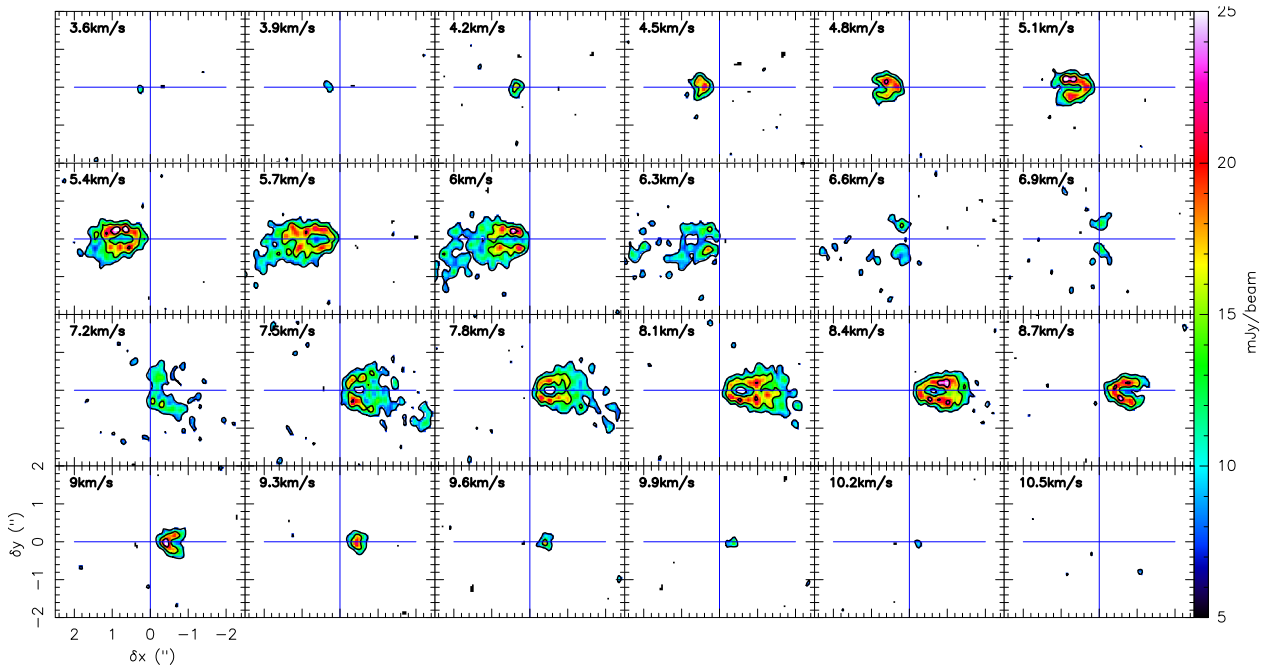 3.6km/s 3.9km/s 4.2km/s 4.5km/s 4.8km/s 5.1km/s
5.4km/s 5.7km/s 6km/s 6.3km/s 6.6km/s 6.9km/s
7.2km/s 7.5km/s 7.8km/s 8.1km/s 8.4km/s 8.7km/s
9km/s 9.3km/s 9.6km/s 9.9km/s 10.2km/s 10.5km/s
2
1
0
−1
−2
δy (")
2 1 0 −1 −2
δx (")
25
20
15
10
5
mJy/beam